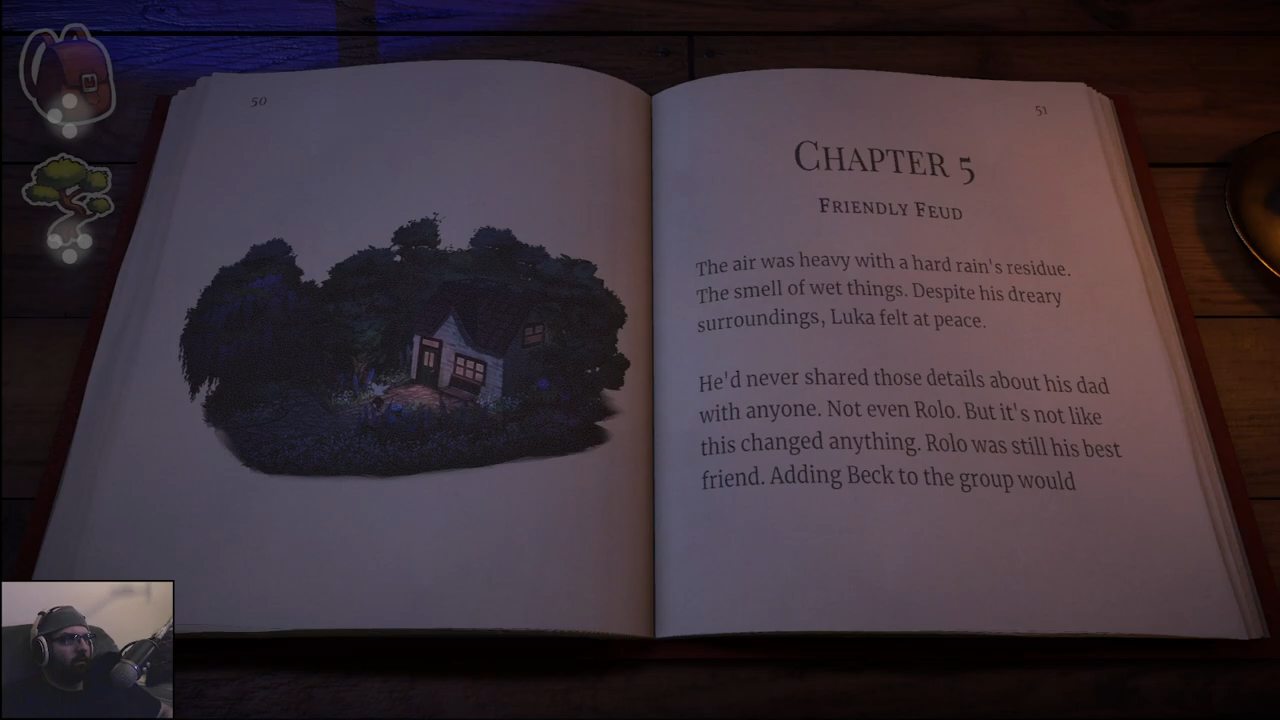 50
51
CHAPTER 5
FRIENDLY FEUD
The air was heavy with a hard rain's residue.
The smell of wet things. Despite his dreary
surroundings, Luka felt at peace.
He'd never shared those details about his dad
with anyone. Not even Rolo. But it's not like
this changed anything. Rolo was still his best
friend. Adding Beck to the group would